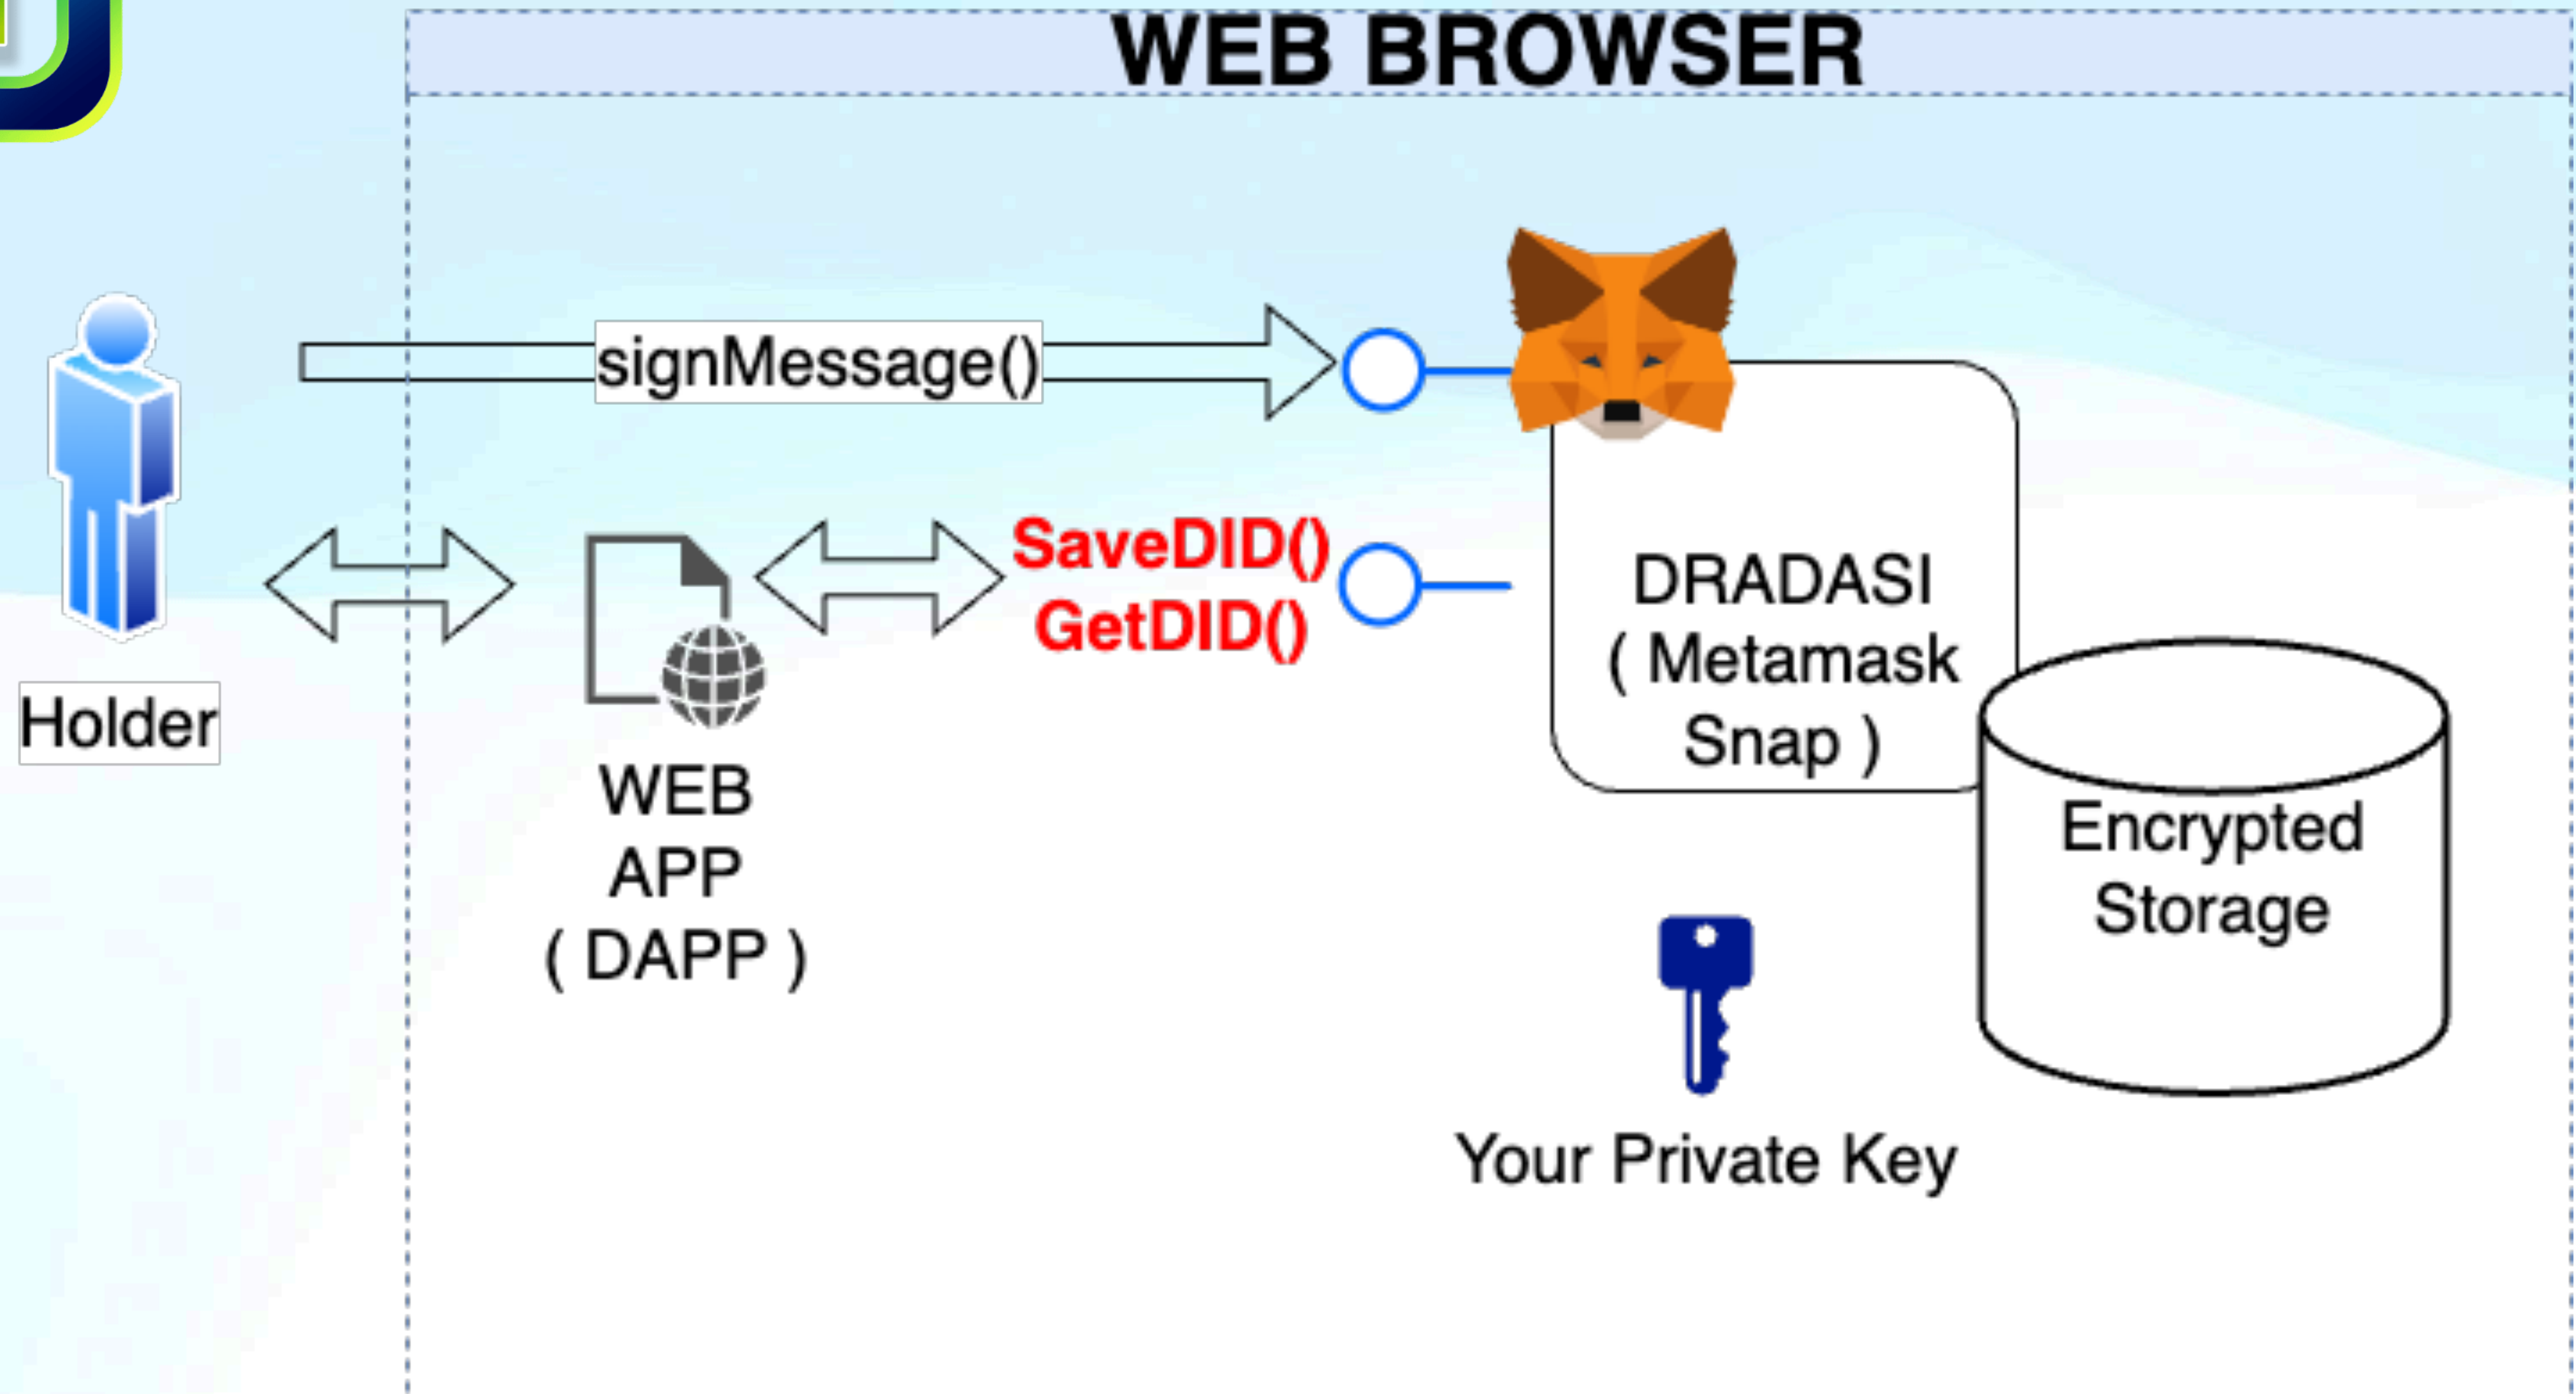 WEB BROWSER
signMessage()
SaveDID()
GetDID()
Holder
WEB
APP
( DAPP )
DRADASI
( Metamask
Snap )
Encrypted
Storage
Your Private Key